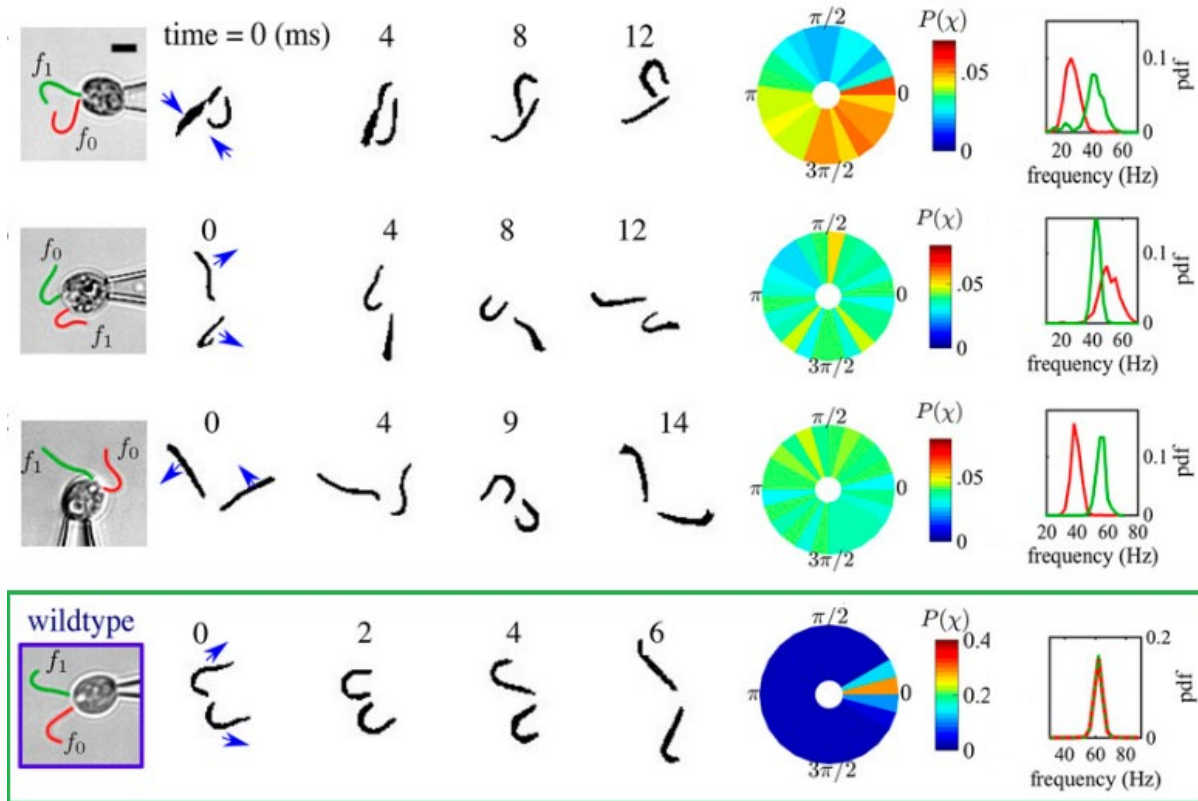 time = 0 (ms) 4 8 12
f₁
f₀
π/2
π
0
3π/2
P(χ)
.05
0
0.1
0
pdf
20 40 60
frequency (Hz)
0 4 8 12
f₀
f₁
π/2
π
0
3π/2
P(χ)
.05
0
0.1
0
pdf
20 40 60
frequency (Hz)
0 4 9 14
f₁
f₀
π/2
π
0
3π/2
P(χ)
.05
0
0.1
0
pdf
20 40 60 80
frequency (Hz)
wildtype
0 2 4 6
f₁
f₀
π/2
π
0
3π/2
P(χ)
0.4
0.2
0
0.2
0
pdf
40 60 80
frequency (Hz)